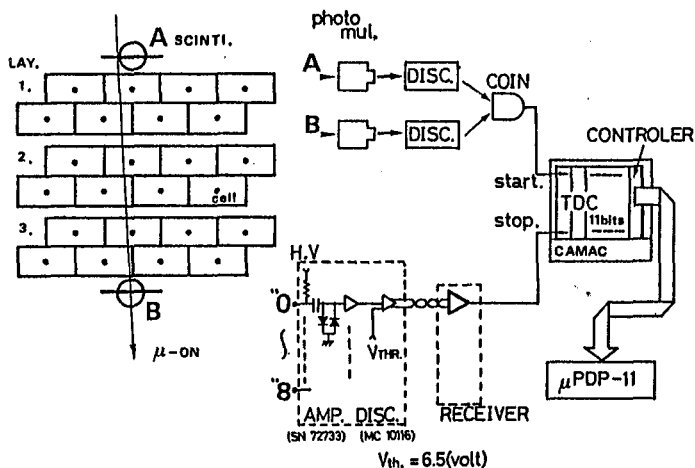 A SCINTI.
LAY.
1.
2.
cell
3.
B
μ-ON
photo
mul.
A
DISC.
COIN
B
DISC.
CONTROLER
start.
TDC
11bits
stop.
CAMAC
H.V
"0"
VTHR.
"8"
AMP. DISC.
(SN 72733) (MC 10116)
RECEIVER
μPDP-11
Vth. = 6.5(volt)